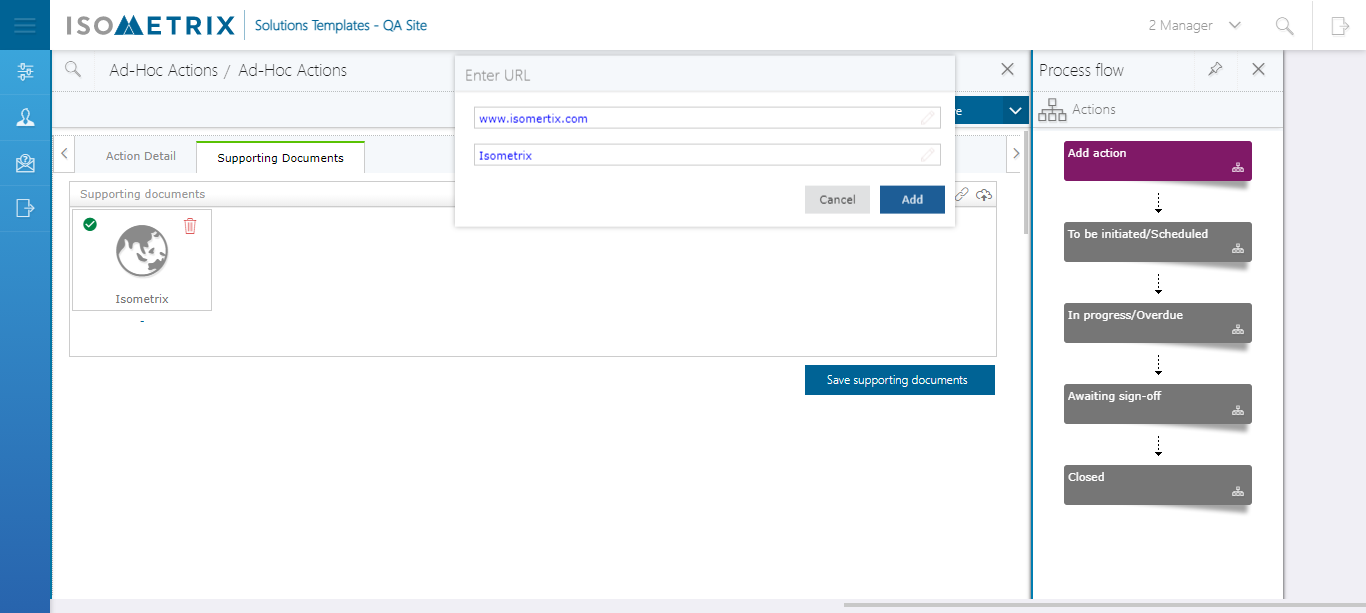 ISOMETRIX
Solutions Templates - QA Site
2 Manager
Ad-Hoc Actions / Ad-Hoc Actions
Enter URL
www.isomertix.com
Isometrix
Cancel
Add
Action Detail
Supporting Documents
Supporting documents
Isometrix
-
Save supporting documents
Process flow
Actions
Add action
To be initiated/Scheduled
In progress/Overdue
Awaiting sign-off
Closed